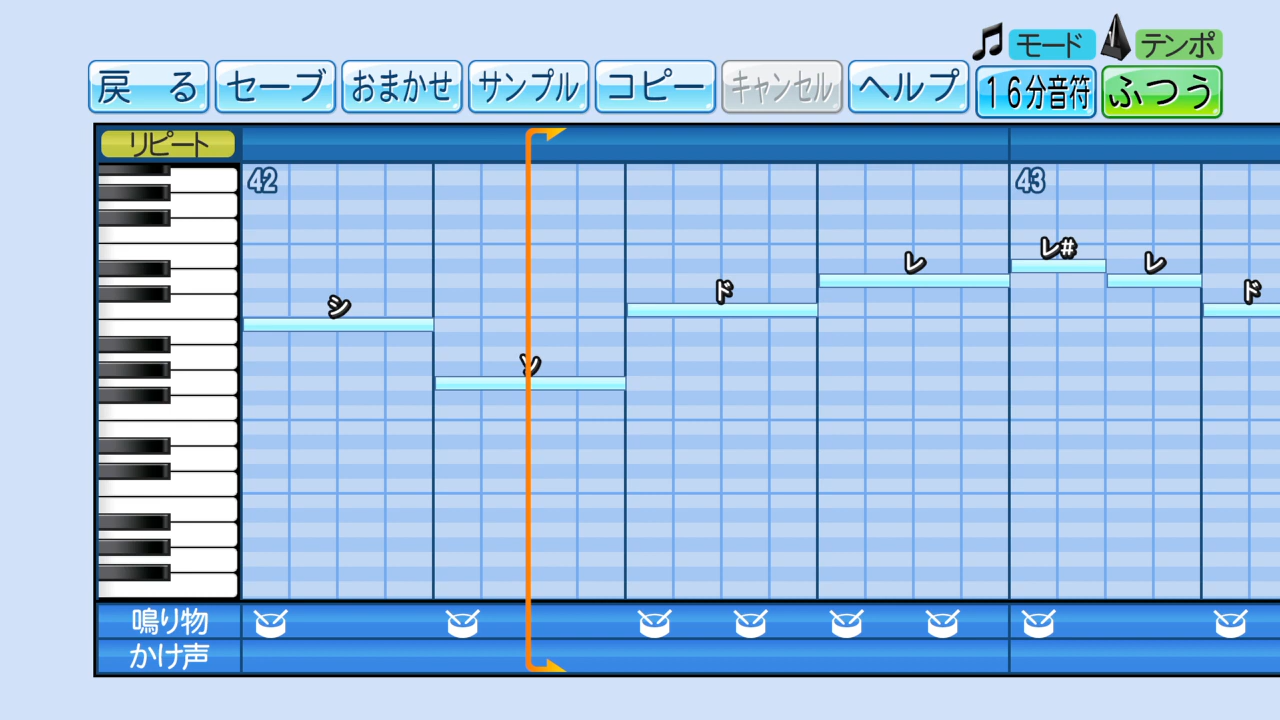 モード テンポ
戻る セーブ おまかせ サンプル コピー キャンセル ヘルプ 16分音符 ふつう
リピート
42 43
レ#
レ レ
ド ド
シ
ソ
鳴り物
かけ声